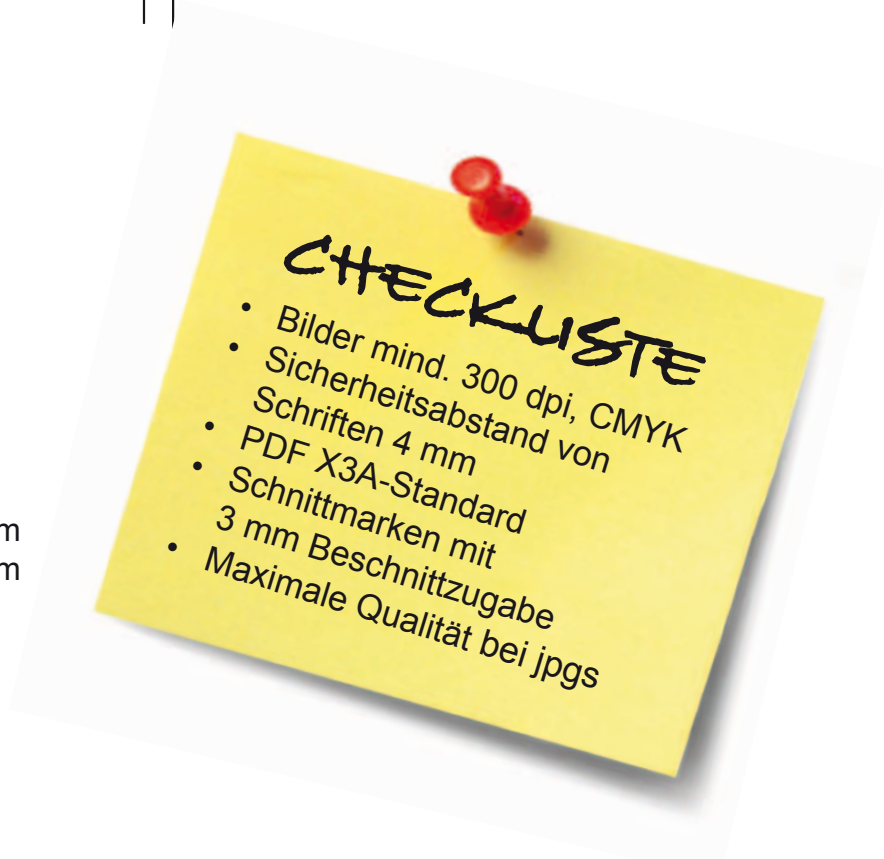 CHECKLISTE
• Bilder mind. 300 dpi, CMYK
• Sicherheitsabstand von
Schriften 4 mm
• PDF X3A-Standard
• Schnittmarken mit
3 mm Beschnittzugabe
• Maximale Qualität bei jpgs
m
m